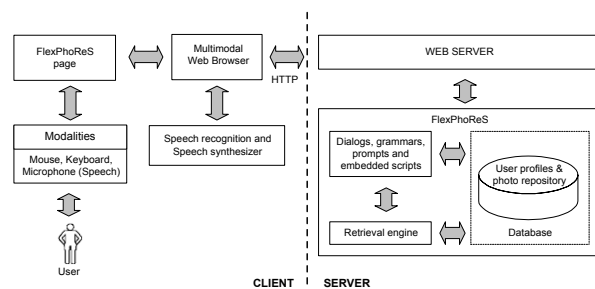 FlexPhoReS
page
Multimodal
Web Browser
HTTP
WEB SERVER
Modalities
Mouse, Keyboard,
Microphone (Speech)
Speech recognition and
Speech synthesizer
FlexPhoReS
Dialogs, grammars,
prompts and
embedded scripts
User profiles &
photo repository
Retrieval engine
Database
User
CLIENT
SERVER